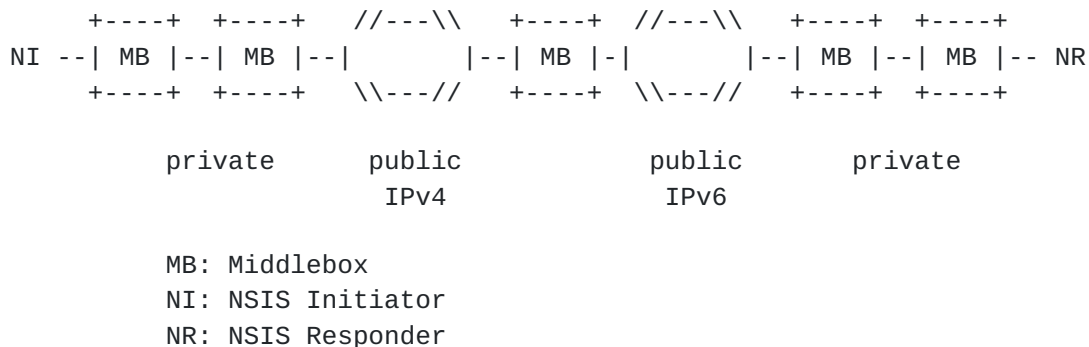 +----+  +----+   //---\\   +----+  //---\\   +----+  +----+
NI --| MB |--| MB |--|       |--| MB |-|       |--| MB |--| MB |-- NR
      +----+  +----+   \\---//   +----+  \\---//   +----+  +----+
private public public private
IPv4 IPv6
MB: Middlebox
NI: NSIS Initiator
NR: NSIS Responder